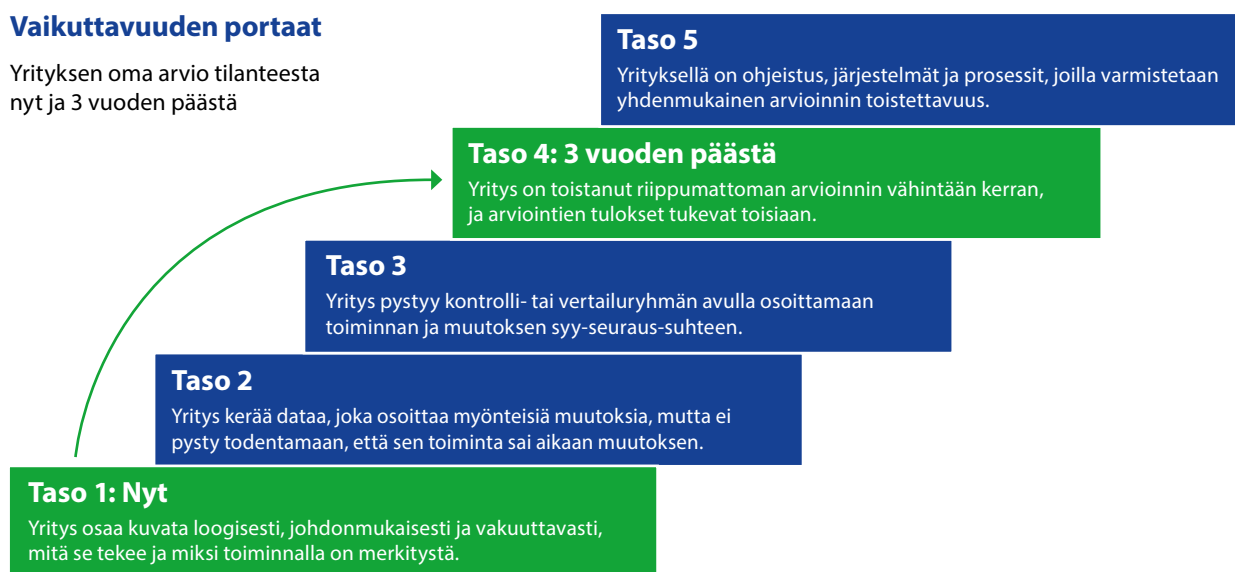 Vaikuttavuuden portaat
Yrityksen oma arvio tilanteesta
nyt ja 3 vuoden päästä
Taso 5
Yrityksellä on ohjeistus, järjestelmät ja prosessit, joilla varmistetaan
yhdenmukainen arvioinnin toistettavuus.
Taso 4: 3 vuoden päästä
Yritys on toistanut riippumattoman arvioinnin vähintään kerran,
ja arviointien tulokset tukevat toisiaan.
Taso 3
Yritys pystyy kontrolli- tai vertailuryhmän avulla osoittamaan
toiminnan ja muutoksen syy-seuraus-suhteen.
Taso 2
Yritys kerää dataa, joka osoittaa myönteisiä muutoksia, mutta ei
pysty todentamaan, että sen toiminta sai aikaan muutoksen.
Taso 1: Nyt
Yritys osaa kuvata loogisesti, johdonmukaisesti ja vakuuttavasti,
mitä se tekee ja miksi toiminnalla on merkitystä.